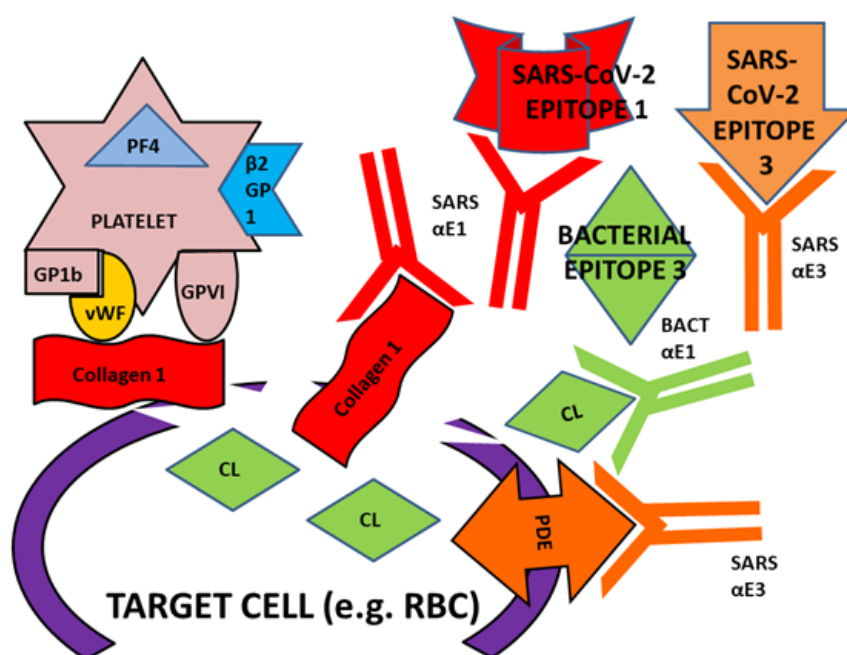 SARS-CoV-2
EPITOPE 1
SARS-
CoV-2
EPITOPE
3
PF4
β2
GP
1
PLATELET
GP1b
vWF
GPVI
Collagen 1
SARS
αE1
BACTERIAL
EPITOPE 3
SARS
αE3
BACT
αE1
Collagen 1
CL
CL
CL
PDE
SARS
αE3
TARGET CELL (e.g. RBC)